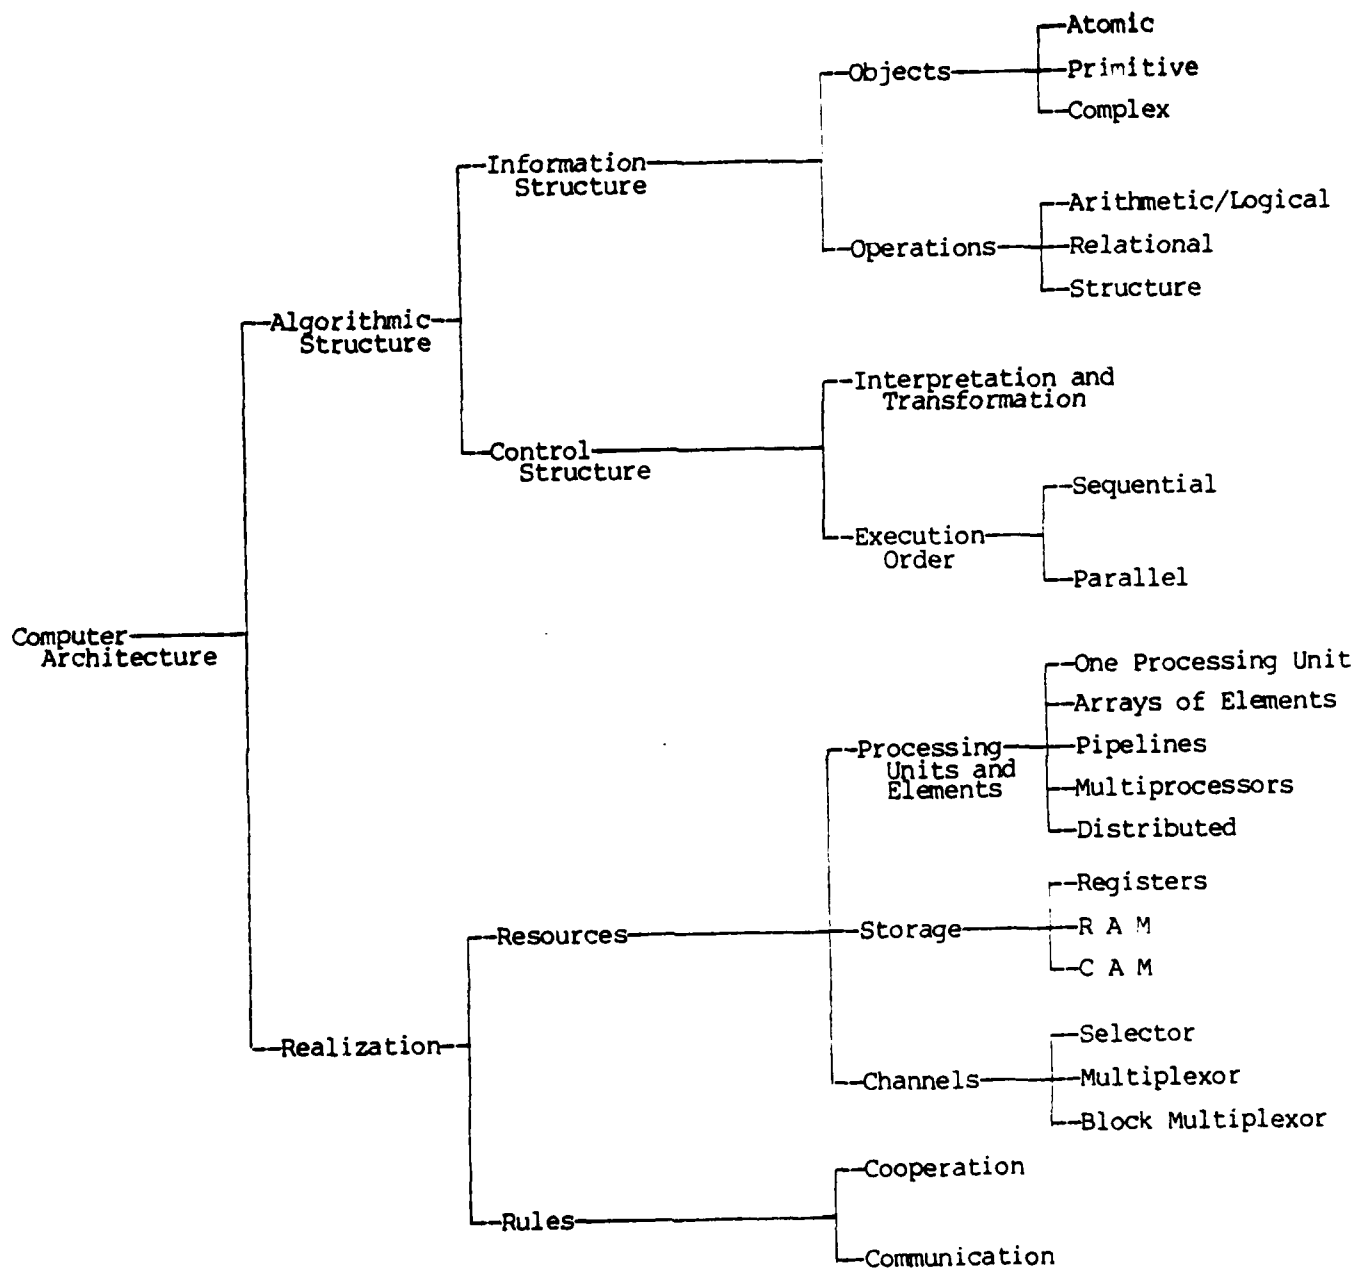 Atomic
Objects
Primitive
Complex
Information
Structure
Arithmetic/Logical
Operations
Relational
Structure
Algorithmic
Structure
Interpretation and
Transformation
Control
Structure
Sequential
Execution
Order
Parallel
Computer
Architecture
One Processing Unit
Arrays of Elements
Processing
Units and
Elements
Pipelines
Multiprocessors
Distributed
Registers
Resources
Storage
R A M
C A M
Realization
Selector
Channels
Multiplexor
Block Multiplexor
Cooperation
Rules
Communication